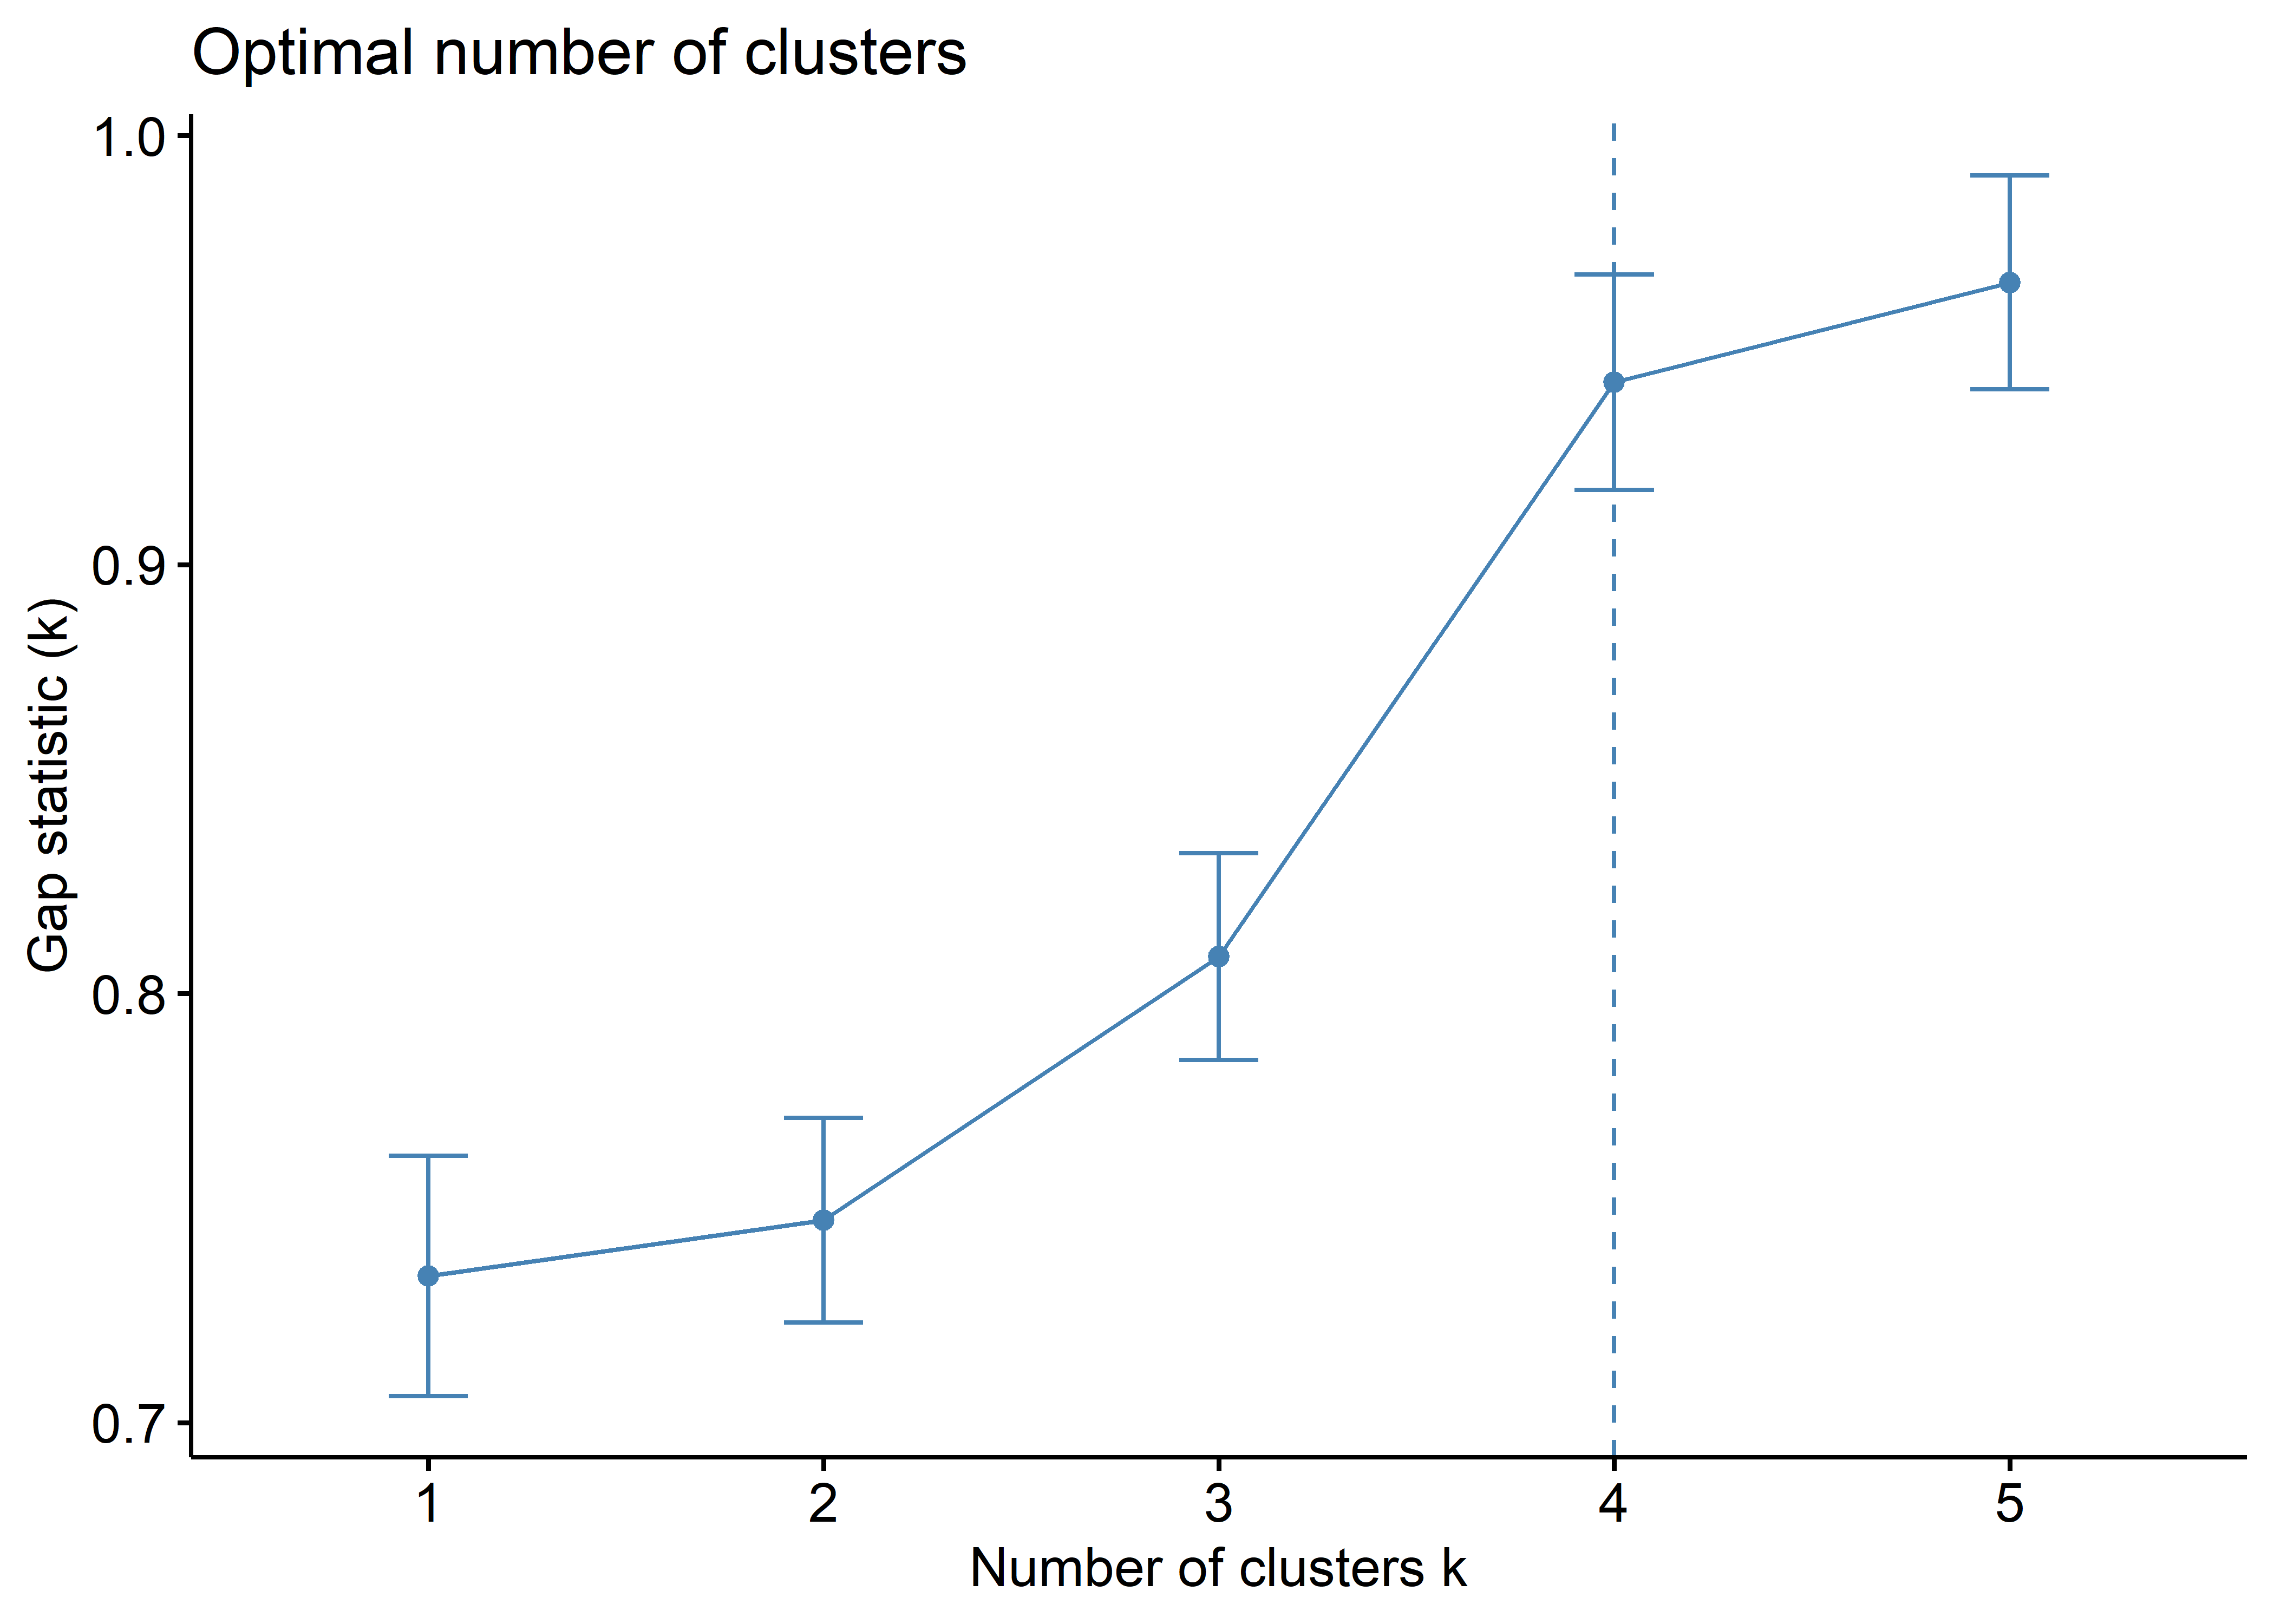 Optimal number of clusters
1.0
0.9
0.8
0.7
Gap statistic (k)
1 2 3 4 5
Number of clusters k